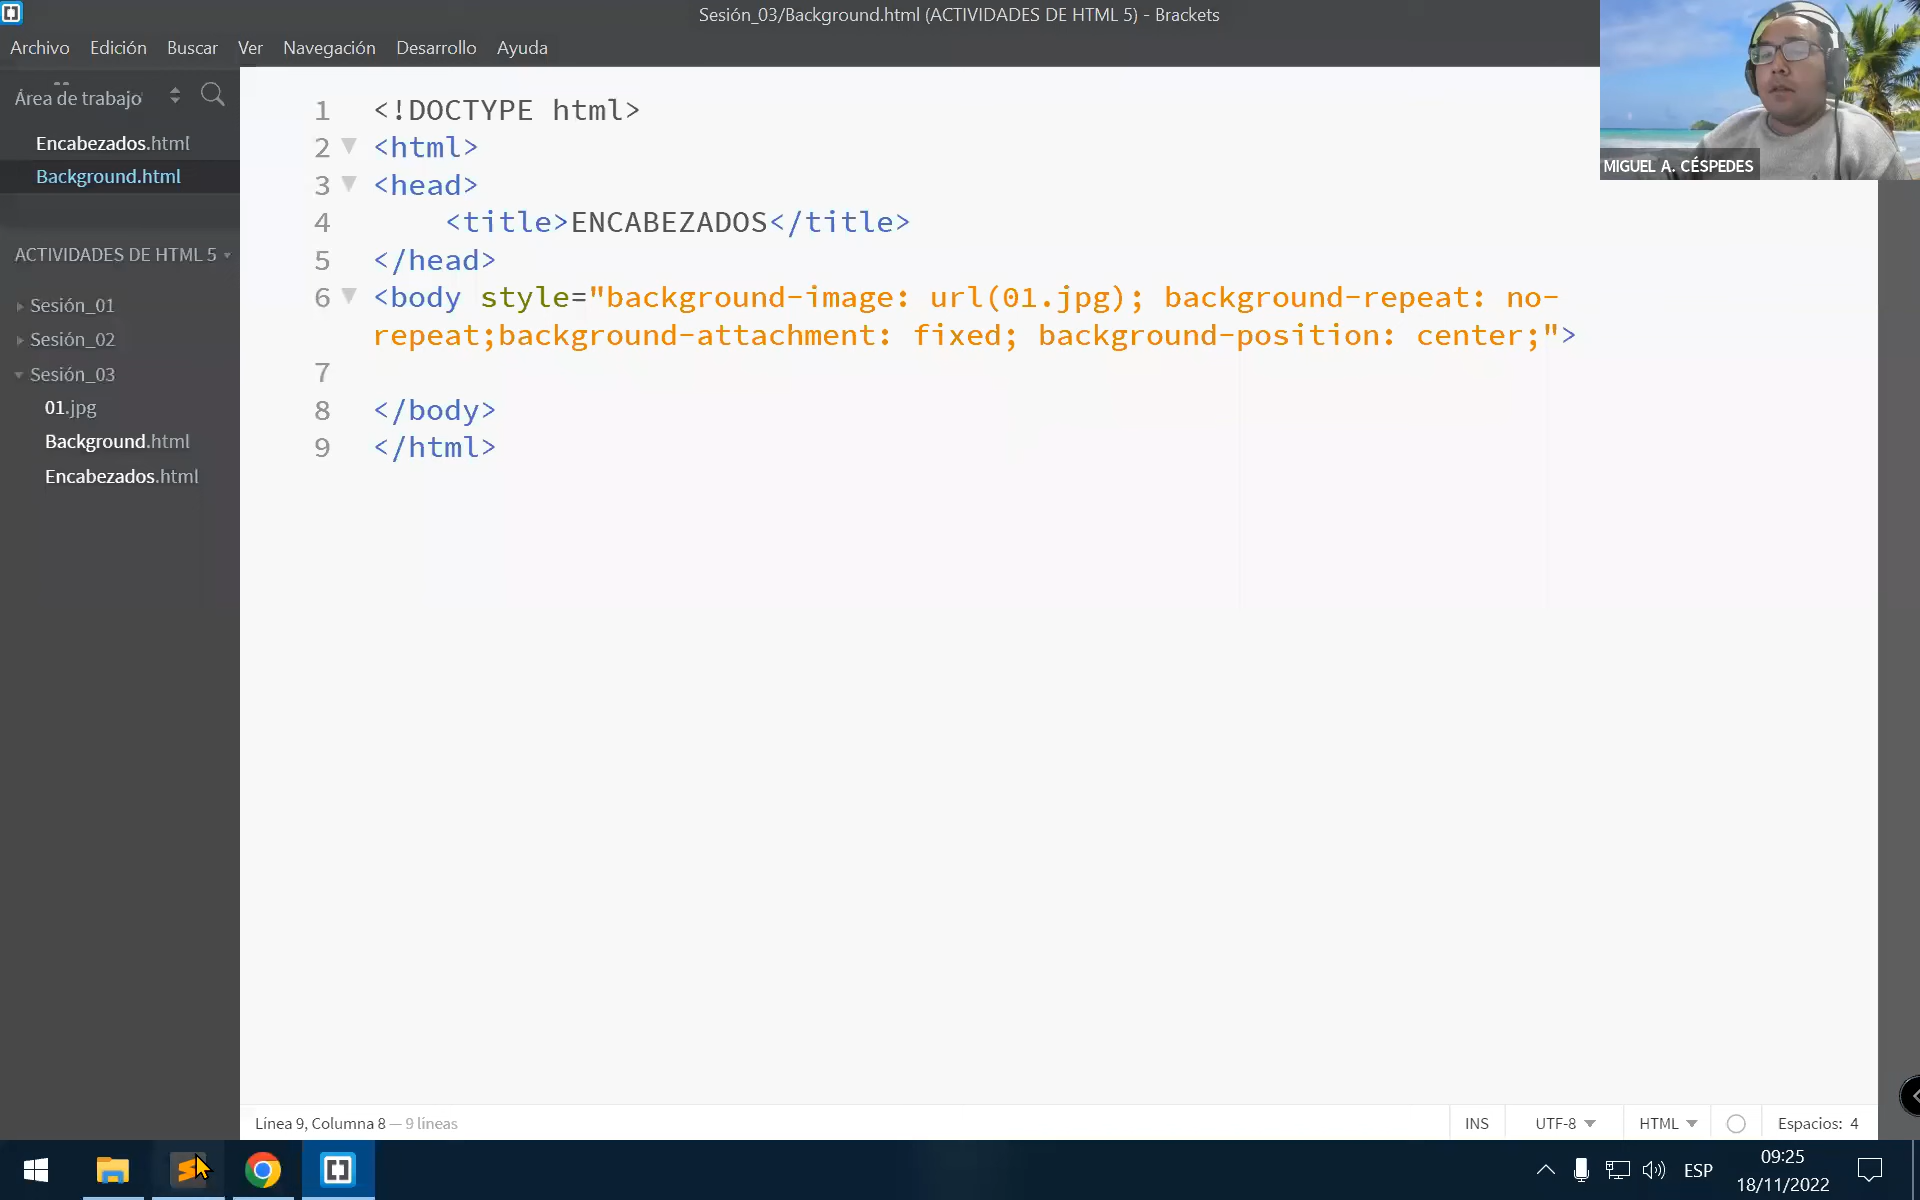 Sesión_03/Background.html (ACTIVIDADES DE HTML 5) - Brackets
Archivo Edición Buscar Ver Navegación Desarrollo Ayuda
Área de trabajo
Encabezados.html
Background.html
ACTIVIDADES DE HTML 5
Sesión_01
Sesión_02
Sesión_03
01.jpg
Background.html
Encabezados.html
1 <!DOCTYPE html>
2 <html>
3 <head>
4 <title>ENCABEZADOS</title>
5 </head>
6 <body style="background-image: url(01.jpg); background-repeat: no-
repeat;background-attachment: fixed; background-position: center;">
7
8 </body>
9 </html>
MIGUEL A. CÉSPEDES
Línea 9, Columna 8 — 9 líneas
INS UTF-8 HTML Espacios: 4
ESP
09:25
18/11/2022